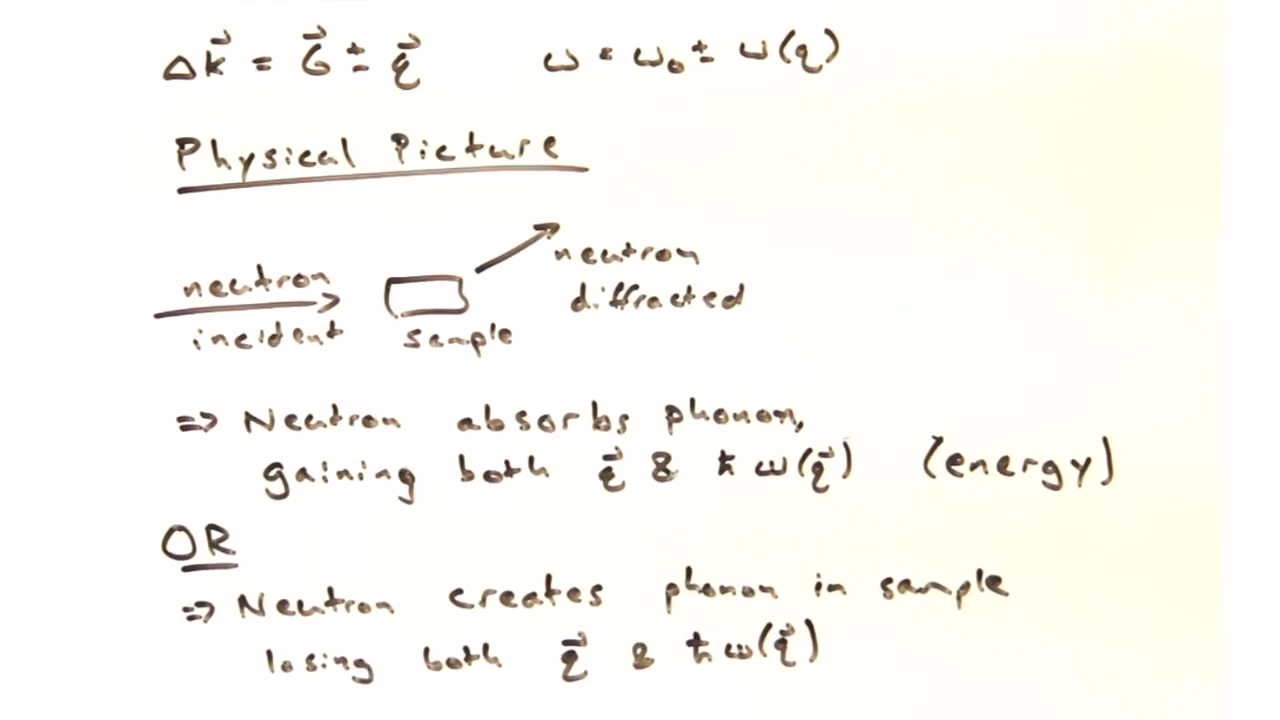 Δk⃗ = G⃗ ± q⃗    ω = ω₀ ± ω(q)
Physical Picture
neutron
incident
sample
neutron
diffracted
=> Neutron absorbs phonon,
gaining both q⃗ & ħω(q⃗) (energy)
OR
=> Neutron creates phonon in sample
losing both q⃗ & ħω(q⃗)